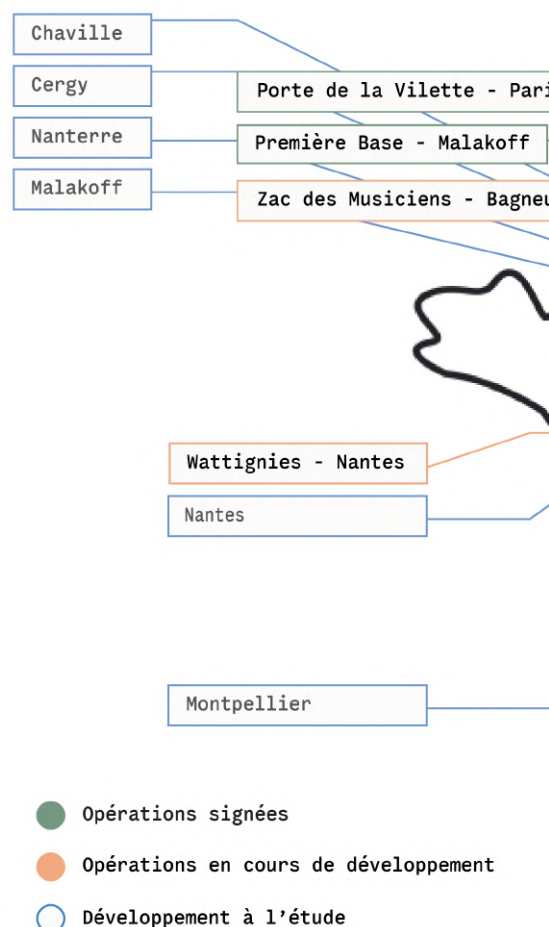 Chaville
Cergy
Porte de la Vilette - Pari
Nanterre
Première Base - Malakoff
Malakoff
Zac des Musiciens - Bagneu
Wattignies - Nantes
Nantes
Montpellier
Opérations signées
Opérations en cours de développement
Développement à l'étude